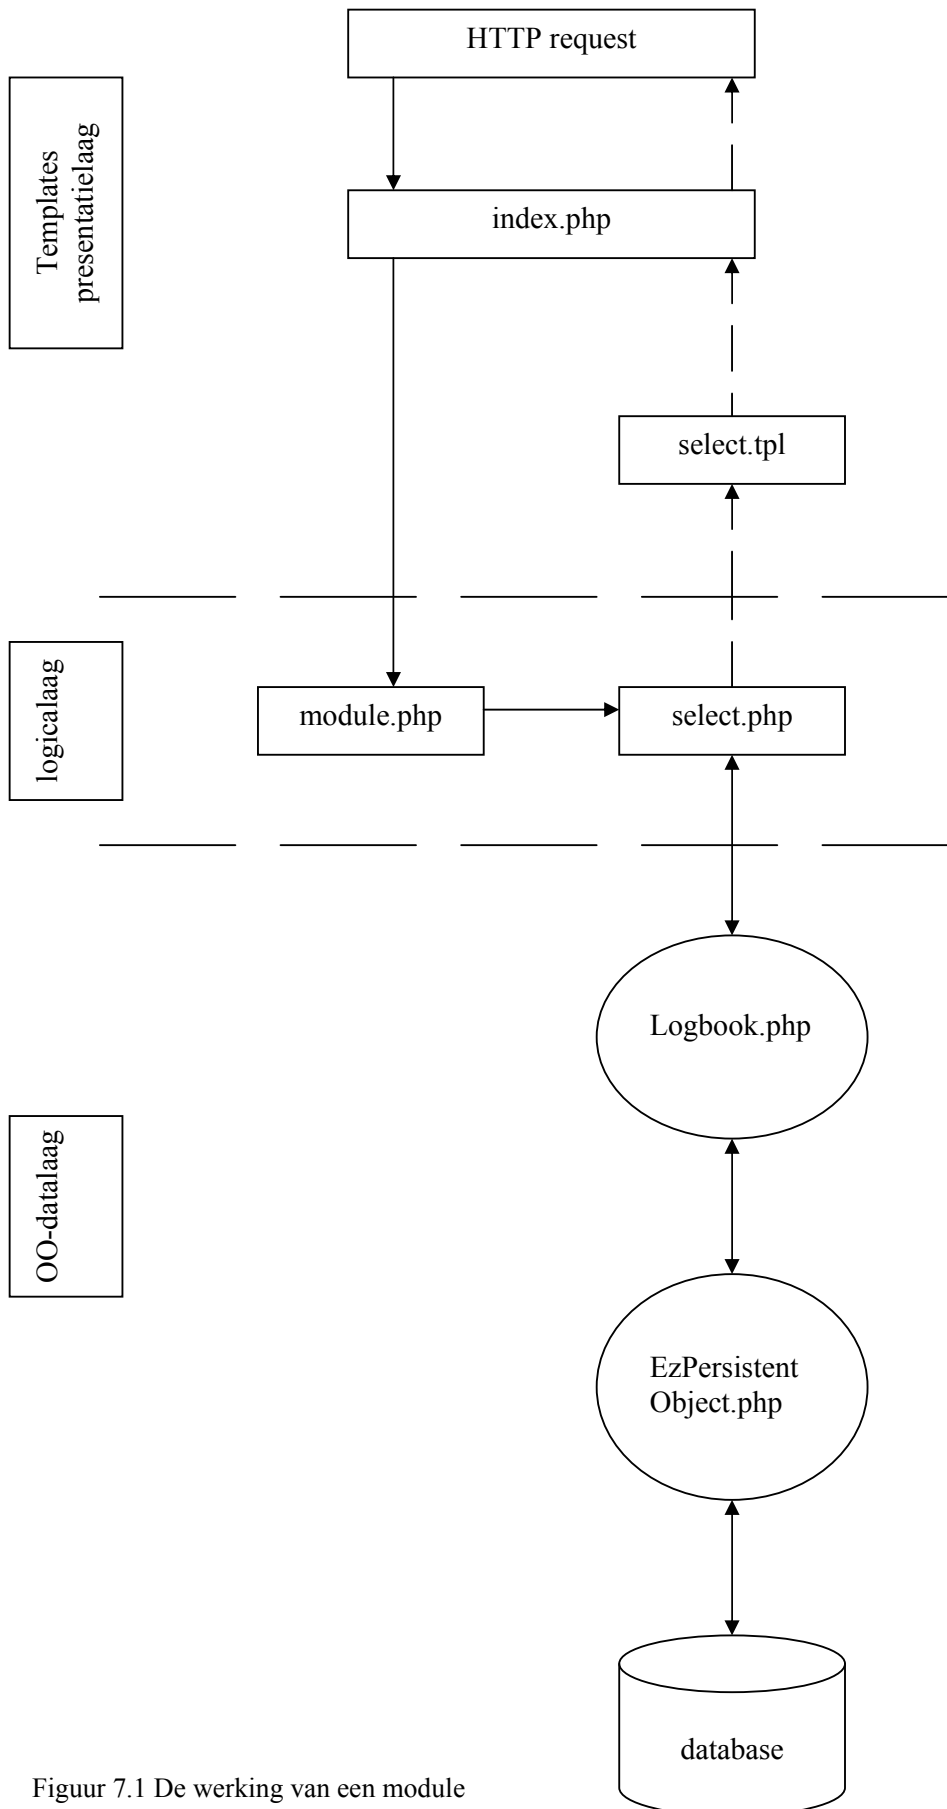 HTTP request
Templates
presentatielaag
index.php
select.tpl
logicalaag
module.php
select.php
Logbook.php
OO-datalaag
EzPersistent
Object.php
database
Figuur 7.1 De werking van een module